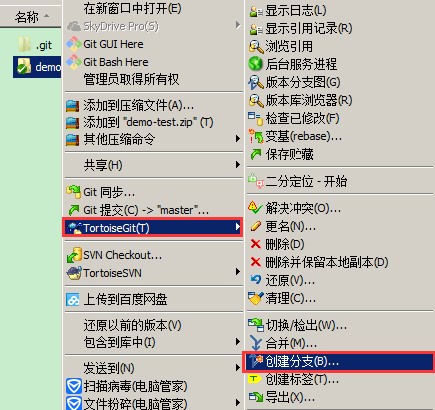 名称
.git
demo
在新窗口中打开(E)
SkyDrive Pro(S)
Git GUI Here
Git Bash Here
管理员取得所有权
添加到压缩文件(A)...
添加到 "demo-test.zip" (T)
其他压缩命令
共享(H)
Git 同步...
Git 提交(C) -> "master"...
TortoiseGit(T)
SVN Checkout...
TortoiseSVN
上传到百度网盘
还原以前的版本(V)
包含到库中(I)
发送到(N)
扫描病毒(电脑管家)
文件粉碎(电脑管家)
显示日志(L)
显示引用记录(R)
浏览引用
后台服务进程
版本分支图(G)
版本库浏览器(R)
检查已修改(F)
变基(rebase)...
保存贮藏
二分定位 - 开始
解决冲突(O)...
更名(N)...
删除(D)
删除并保留本地副本(D)
还原(V)...
清理(C)...
切换/检出(W)...
合并(M)...
创建分支(B)...
创建标签(T)...
导出(X)...